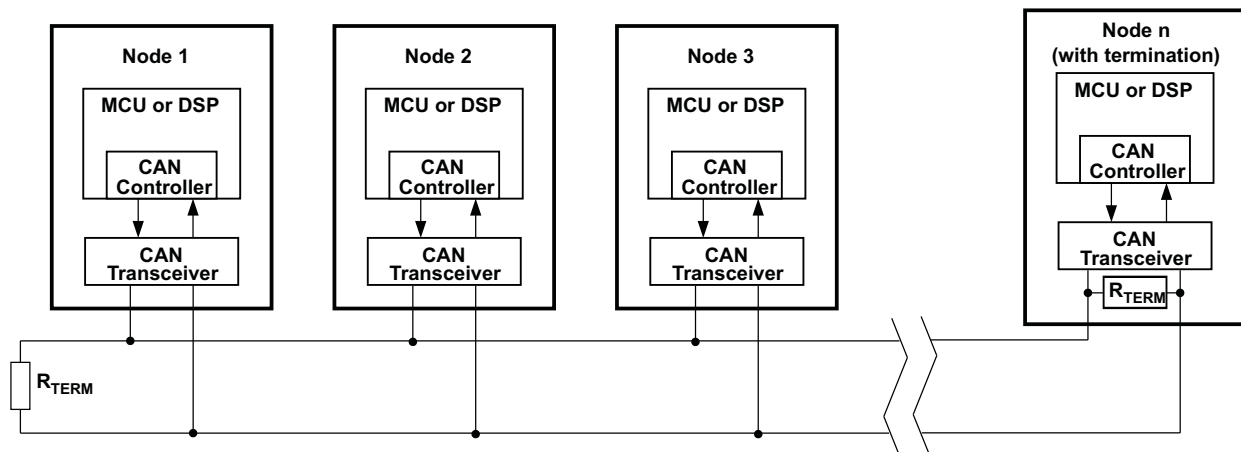 Node 1
MCU or DSP
CAN
Controller
CAN
Transceiver
Node 2
MCU or DSP
CAN
Controller
CAN
Transceiver
Node 3
MCU or DSP
CAN
Controller
CAN
Transceiver
Node n
(with termination)
MCU or DSP
CAN
Controller
CAN
Transceiver
RTERM
RTERM